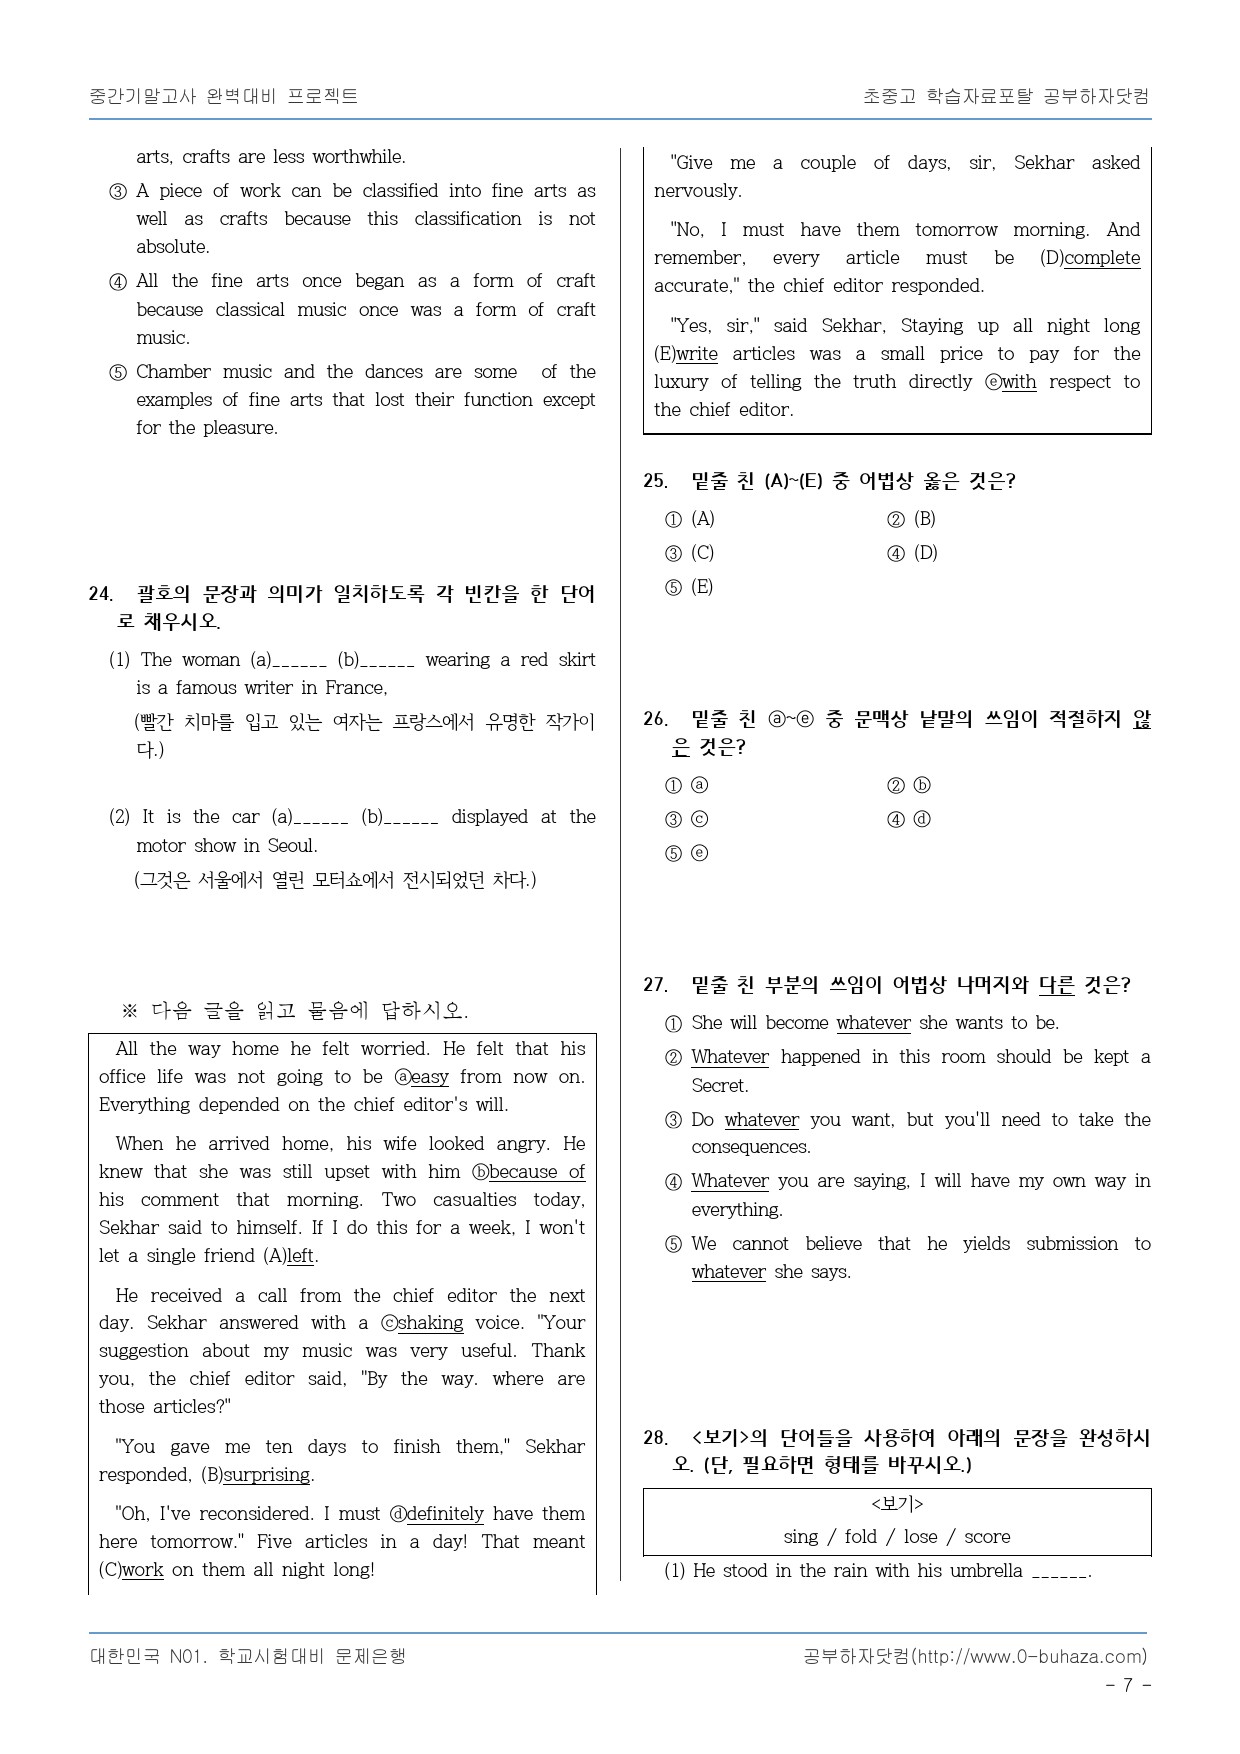 중간기말고사 완벽대비 프로젝트
초중고 학습자료포탈 공부하자닷컴
arts, crafts are less worthwhile.
③ A piece of work can be classified into fine arts as
well as crafts because this classification is not
absolute.
④ All the fine arts once began as a form of craft
because classical music once was a form of craft
music.
⑤ Chamber music and the dances are some of the
examples of fine arts that lost their function except
for the pleasure.
24. 괄호의 문장과 의미가 일치하도록 각 빈칸을 한 단어
로 채우시오.
(1) The woman (a)______ (b)______ wearing a red skirt
is a famous writer in France,
(빨간 치마를 입고 있는 여자는 프랑스에서 유명한 작가이
다.)
(2) It is the car (a)______ (b)______ displayed at the
motor show in Seoul.
(그것은 서울에서 열린 모터쇼에서 전시되었던 차다.)
※ 다음 글을 읽고 물음에 답하시오.
All the way home he felt worried. He felt that his
office life was not going to be ⓐeasy from now on.
Everything depended on the chief editor's will.
When he arrived home, his wife looked angry. He
knew that she was still upset with him ⓑbecause of
his comment that morning. Two casualties today,
Sekhar said to himself. If I do this for a week, I won't
let a single friend (A)left.
He received a call from the chief editor the next
day. Sekhar answered with a ⓒshaking voice. "Your
suggestion about my music was very useful. Thank
you, the chief editor said, "By the way. where are
those articles?"
"You gave me ten days to finish them," Sekhar
responded, (B)surprising.
"Oh, I've reconsidered. I must ⓓdefinitely have them
here tomorrow." Five articles in a day! That meant
(C)work on them all night long!
"Give me a couple of days, sir, Sekhar asked
nervously.
"No, I must have them tomorrow morning. And
remember, every article must be (D)complete
accurate," the chief editor responded.
"Yes, sir," said Sekhar, Staying up all night long
(E)write articles was a small price to pay for the
luxury of telling the truth directly ⓔwith respect to
the chief editor.
25. 밑줄 친 (A)~(E) 중 어법상 옳은 것은?
① (A) ② (B)
③ (C) ④ (D)
⑤ (E)
26. 밑줄 친 ⓐ~ⓔ 중 문맥상 낱말의 쓰임이 적절하지 않
은 것은?
① ⓐ ② ⓑ
③ ⓒ ④ ⓓ
⑤ ⓔ
27. 밑줄 친 부분의 쓰임이 어법상 나머지와 다른 것은?
① She will become whatever she wants to be.
② Whatever happened in this room should be kept a
Secret.
③ Do whatever you want, but you'll need to take the
consequences.
④ Whatever you are saying, I will have my own way in
everything.
⑤ We cannot believe that he yields submission to
whatever she says.
28. <보기>의 단어들을 사용하여 아래의 문장을 완성하시
오. (단, 필요하면 형태를 바꾸시오.)
<보기>
sing / fold / lose / score
(1) He stood in the rain with his umbrella ______.
대한민국 N01. 학교시험대비 문제은행
공부하자닷컴(http://www.0-buhaza.com)
- 7 -